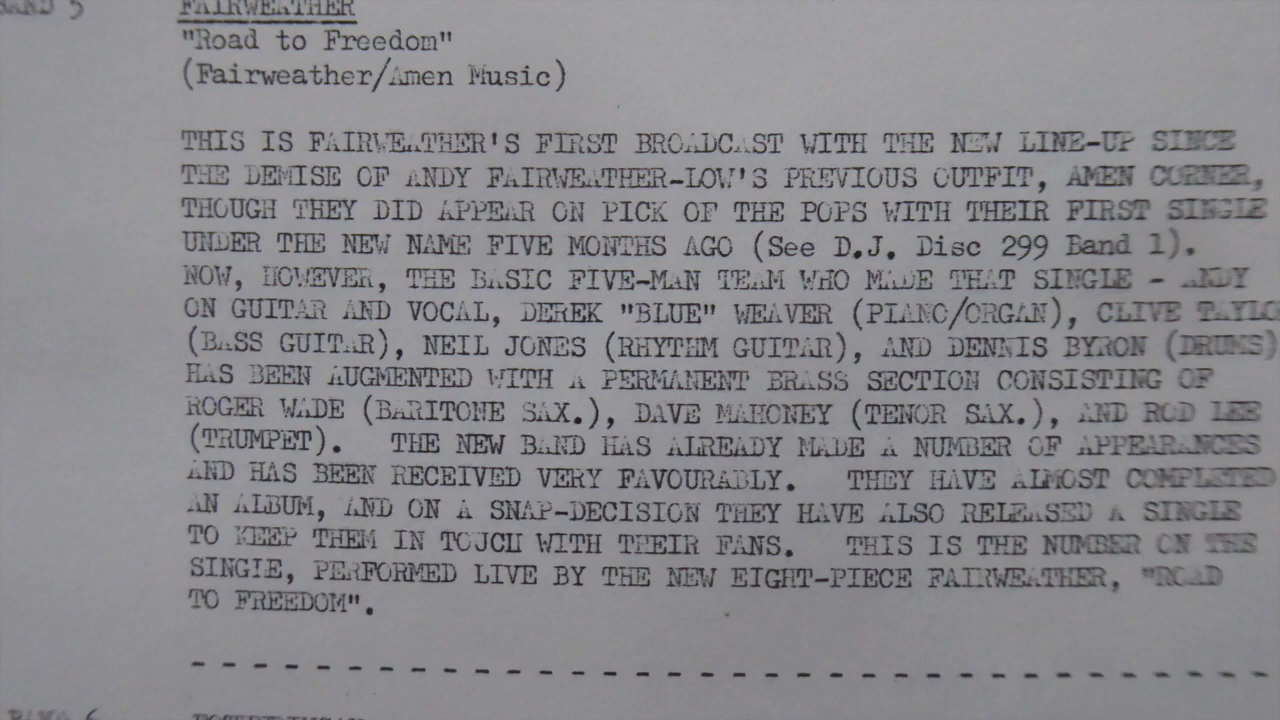 BAND 5 FAIRWEATHER
"Road to Freedom"
(Fairweather/Amen Music)
THIS IS FAIRWEATHER'S FIRST BROADCAST WITH THE NEW LINE-UP SINCE
THE DEMISE OF ANDY FAIRWEATHER-LOW'S PREVIOUS OUTFIT, AMEN CORNER,
THOUGH THEY DID APPEAR ON PICK OF THE POPS WITH THEIR FIRST SINGLE
UNDER THE NEW NAME FIVE MONTHS AGO (See D.J. Disc 299 Band 1).
NOW, HOWEVER, THE BASIC FIVE-MAN TEAM WHO MADE THAT SINGLE - ANDY
ON GUITAR AND VOCAL, DEREK "BLUE" WEAVER (PIANO/ORGAN), CLIVE TAYLO
(BASS GUITAR), NEIL JONES (RHYTHM GUITAR), AND DENNIS BYRON (DRUMS)
HAS BEEN AUGMENTED WITH A PERMANENT BRASS SECTION CONSISTING OF
ROGER WADE (BARITONE SAX.), DAVE MAHONEY (TENOR SAX.), AND ROD LEE
(TRUMPET). THE NEW BAND HAS ALREADY MADE A NUMBER OF APPEARANCES
AND HAS BEEN RECEIVED VERY FAVOURABLY. THEY HAVE ALMOST COMPLETED
AN ALBUM, AND ON A SNAP-DECISION THEY HAVE ALSO RELEASED A SINGLE
TO KEEP THEM IN TOUCH WITH THEIR FANS. THIS IS THE NUMBER ON THE
SINGLE, PERFORMED LIVE BY THE NEW EIGHT-PIECE FAIRWEATHER, "ROAD
TO FREEDOM".
BAND 6